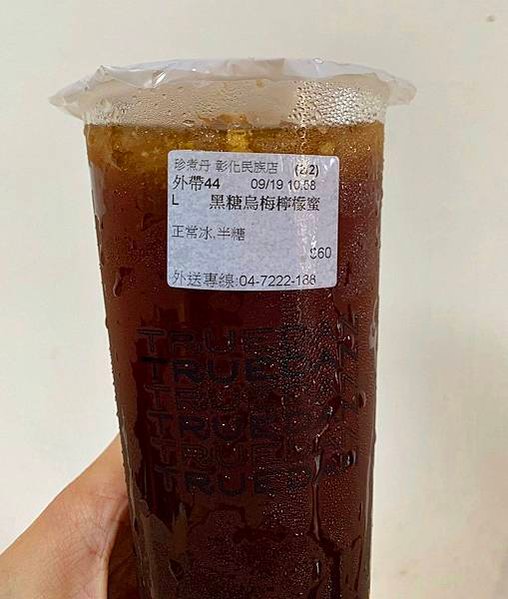 珍煮丹 彰化民族店 (2/2)
外帶44 09/19 10:58
L 黑糖烏梅檸檬蜜
正常冰,半糖
$60
外送專線:04-7222-188
TRUEDAN
TRUEDAN
TRUEDAN
TRUEDAN
TRUEDAN
TRUEDAN